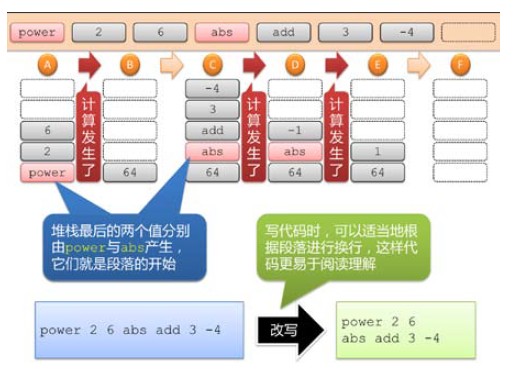 power 2 6 abs add 3 -4
A B C D E F
计算发生了
计算发生了
计算发生了
-4
3
6 add -1
2 abs abs 1
power 64 64 64 64
堆栈最后的两个值分别
由power与abs产生，
它们就是段落的开始
写代码时，可以适当地根
据段落进行换行，这样代
码更易于阅读理解
power 2 6 abs add 3 -4
改写
power 2 6
abs add 3 -4